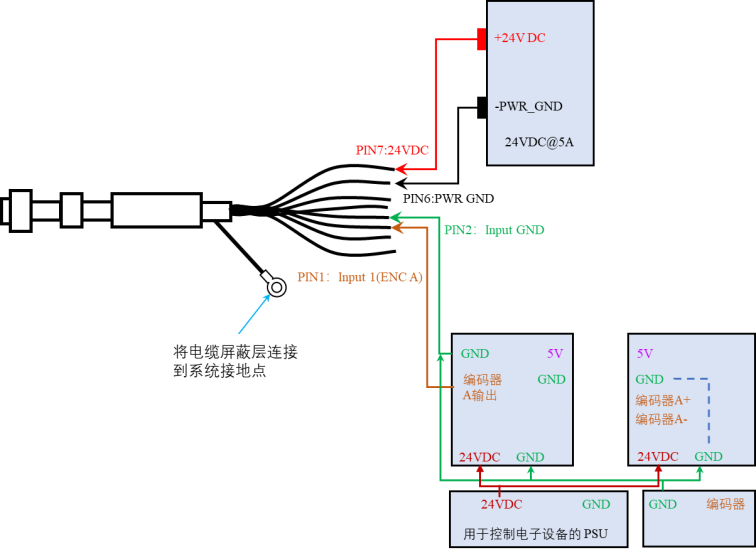 +24V DC
-PWR_GND
24VDC@5A
PIN7:24VDC
PIN6:PWR GND
PIN2： Input GND
PIN1： Input 1(ENC A)
将电缆屏蔽层连接
到系统接地点
GND
5V
编码器
A输出
GND
24VDC
GND
5V
GND
编码器A+
编码器A-
24VDC
GND
24VDC
GND
用于控制电子设备的 PSU
GND
编码器